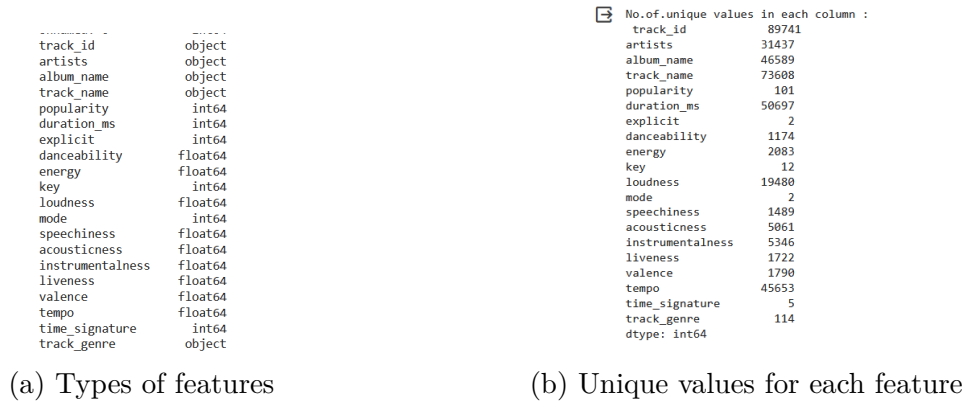 track_id object
artists object
album_name object
track_name object
popularity int64
duration_ms int64
explicit int64
danceability float64
energy float64
key int64
loudness float64
mode int64
speechiness float64
acousticness float64
instrumentalness float64
liveness float64
valence float64
tempo float64
time_signature int64
track_genre object
(a) Types of features
No.of.unique values in each column :
track_id 89741
artists 31437
album_name 46589
track_name 73608
popularity 101
duration_ms 50697
explicit 2
danceability 1174
energy 2083
key 12
loudness 19480
mode 2
speechiness 1489
acousticness 5061
instrumentalness 5346
liveness 1722
valence 1790
tempo 45653
time_signature 5
track_genre 114
dtype: int64
(b) Unique values for each feature